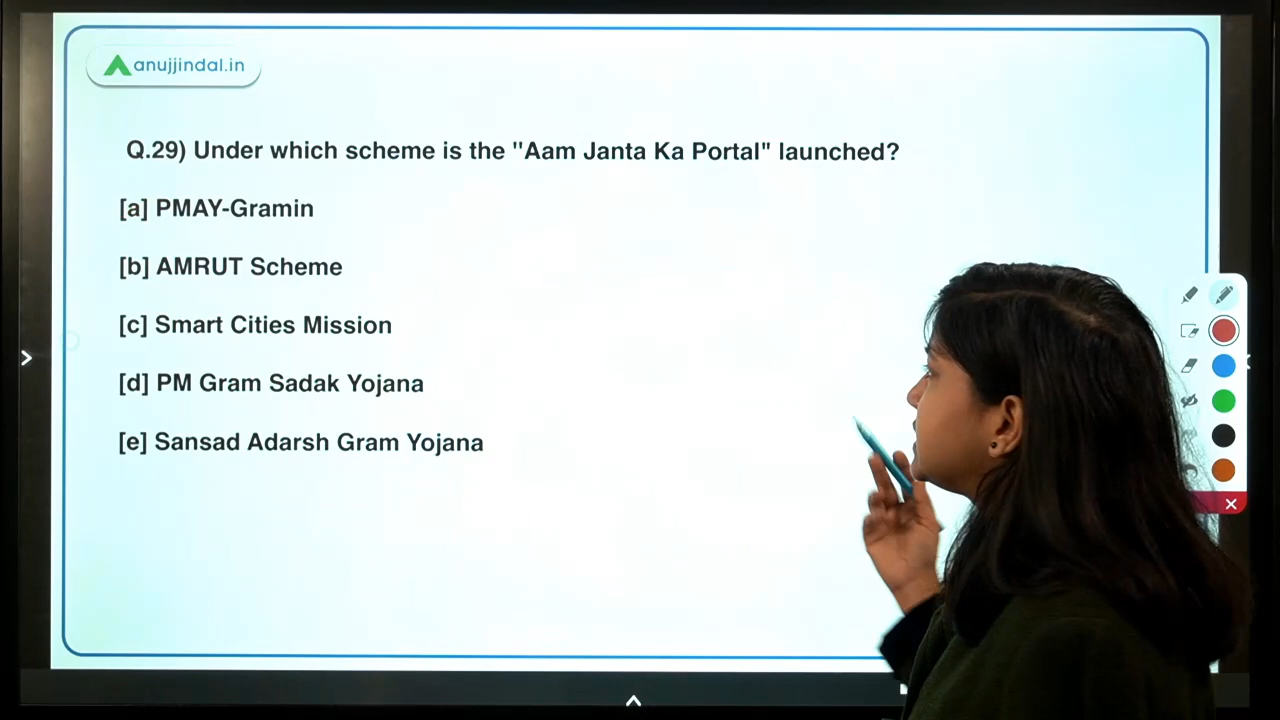 anujjindal.in
Q.29) Under which scheme is the "Aam Janta Ka Portal" launched?
[a] PMAY-Gramin
[b] AMRUT Scheme
[c] Smart Cities Mission
[d] PM Gram Sadak Yojana
[e] Sansad Adarsh Gram Yojana